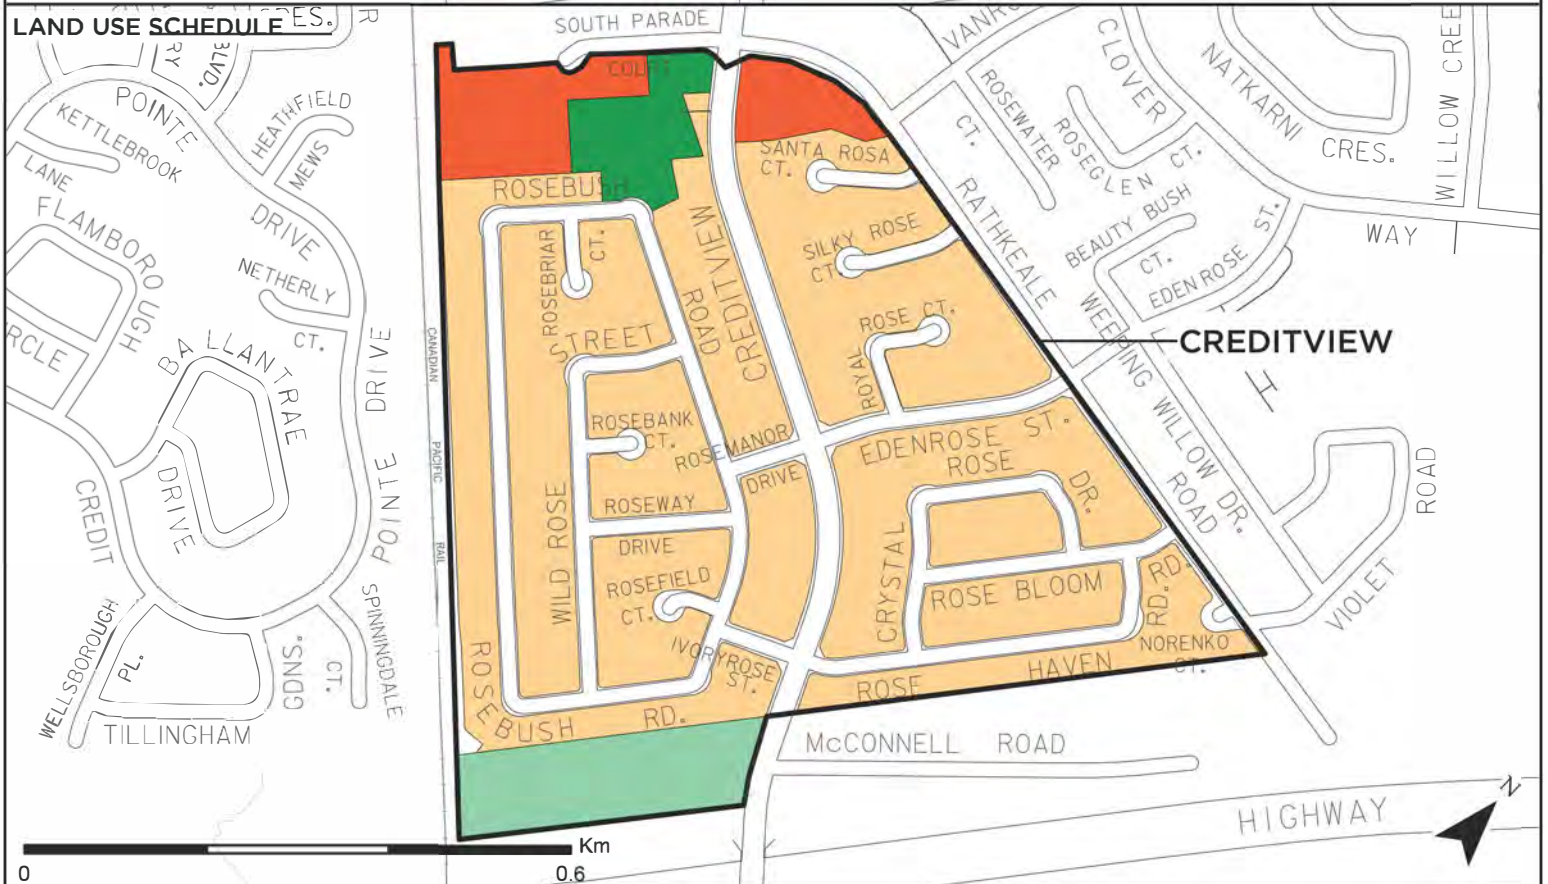 LAND USE SCHEDULE
CRES.
BLVD.
POINTE
KETTLEBROOK
LANE
HEATHFIELD
MEWS
FLAMBOROUGH
DRIVE
NETHERLY
CT.
BALLANTRAE
DRIVE
CREDIT
POINTE DRIVE
WELLSBOROUGH
PL.
TILLINGHAM
GDNS.
SPINNINGDALE
CT.
CANADIAN
PACIFIC
RAIL
SOUTH PARADE
COURT
ROSEBUSH
ROSEBRIAR
CT.
STREET
CREDITVIEW
ROAD
CREDITVIEW
SANTA ROSA
CT.
SILKY ROSE
CT.
ROYAL
ROSE CT.
ROSEBANK
CT.
ROSEMANOR
DRIVE
ROSEWAY
DRIVE
WILD ROSE
ROSEFIELD
CT.
IVORYROSE
ST.
ROSEBUSH
RD.
EDENROSE ST.
CRYSTAL
ROSE
DR.
ROSE BLOOM
RD.
RD.
NORENKO
CT.
ROSE
HAVEN
McCONNELL ROAD
CLOVER
NATKARNI
CRES.
WILLOW CRE
ROSEWATER
CT.
ROSEGLEN
CT.
BEAUTY BUSH
CT.
EDENROSE ST.
WAY
RATHKEALE
ROAD
WEEPING WILLOW DR.
CREDITVIEW
VIOLET
ROAD
HIGHWAY
N
0
0.6
Km